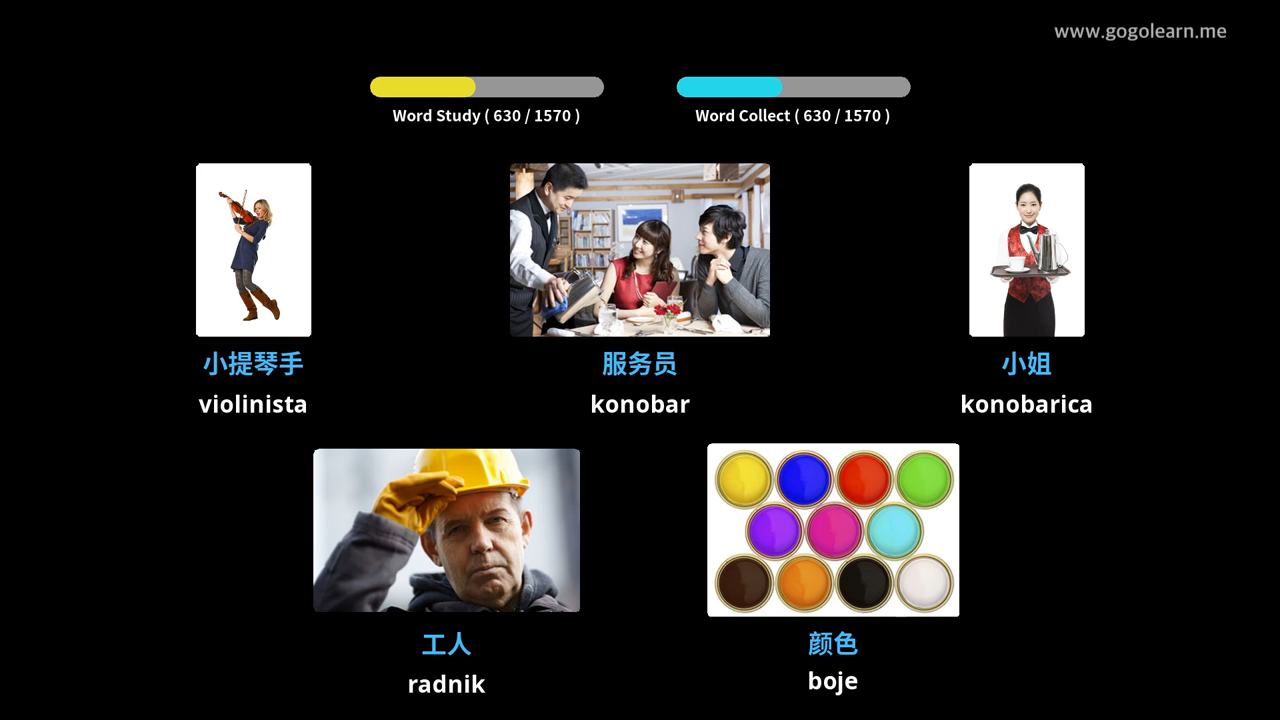 www.gogolearn.me
Word Study ( 630 / 1570 )
Word Collect ( 630 / 1570 )
小提琴手
violinista
服务员
konobar
小姐
konobarica
工人
radnik
颜色
boje